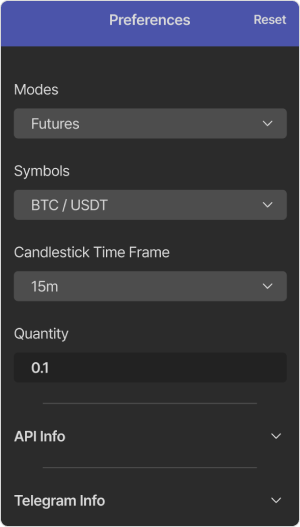 Preferences Reset
Modes
Futures
Symbols
BTC / USDT
Candlestick Time Frame
15m
Quantity
0.1
API Info
Telegram Info